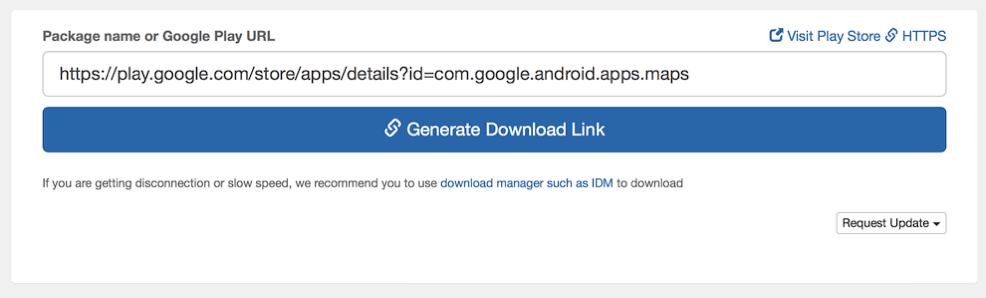 Package name or Google Play URL
Visit Play Store HTTPS
https://play.google.com/store/apps/details?id=com.google.android.apps.maps
Generate Download Link
If you are getting disconnection or slow speed, we recommend you to use download manager such as IDM to download
Request Update